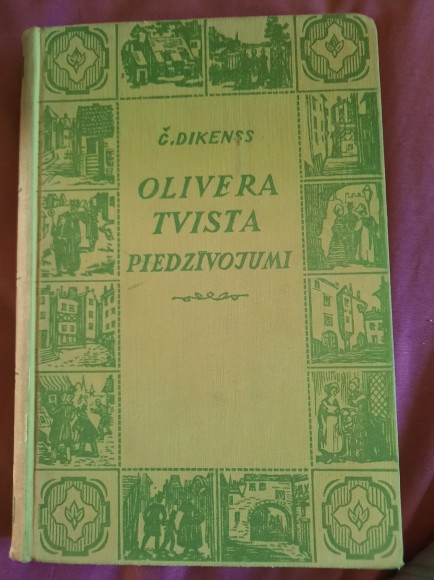 Č. DIKENSS
OLIVERA
TVISTA
PIEDZĪVOJUMI